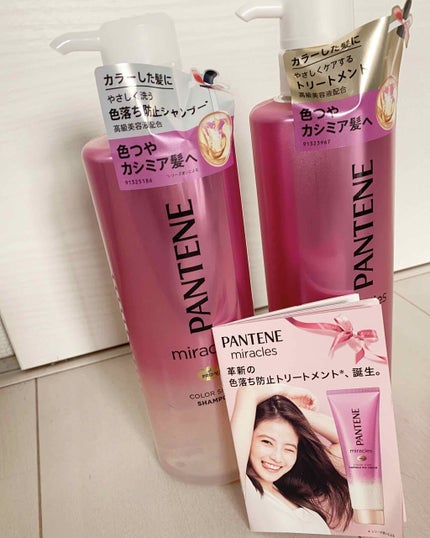 カラーした髪に
やさしく洗う
色落ち防止シャンプー*
高級美容液配合
色つや
カシミア髪へ
91325184
PANTENE
mirac
PRO-V
COLOR S
SHAMP
カラーした髪に
やさしくケアする
トリートメント
高級美容液配合
色つや
カシミア髪へ
91323967
PANTENE
PANTENE
miracles
革新の
色落ち防止トリートメント*、誕生。
PANTENE
miracles